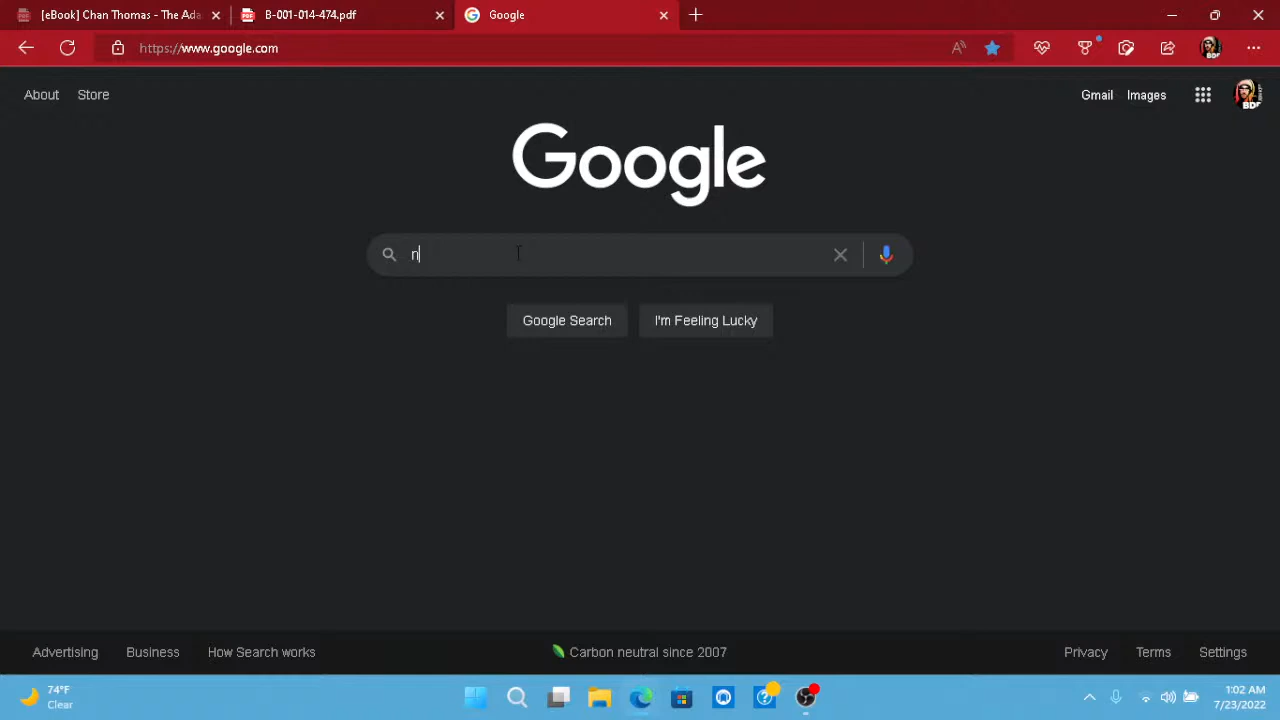 [eBook] Chan Thomas - The Ada
B-001-014-474.pdf
Google
https://www.google.com
About Store
Gmail Images
Google
n
Google Search
I'm Feeling Lucky
Advertising Business How Search works
Carbon neutral since 2007
Privacy Terms Settings
74°F
Clear
1:02 AM
7/23/2022